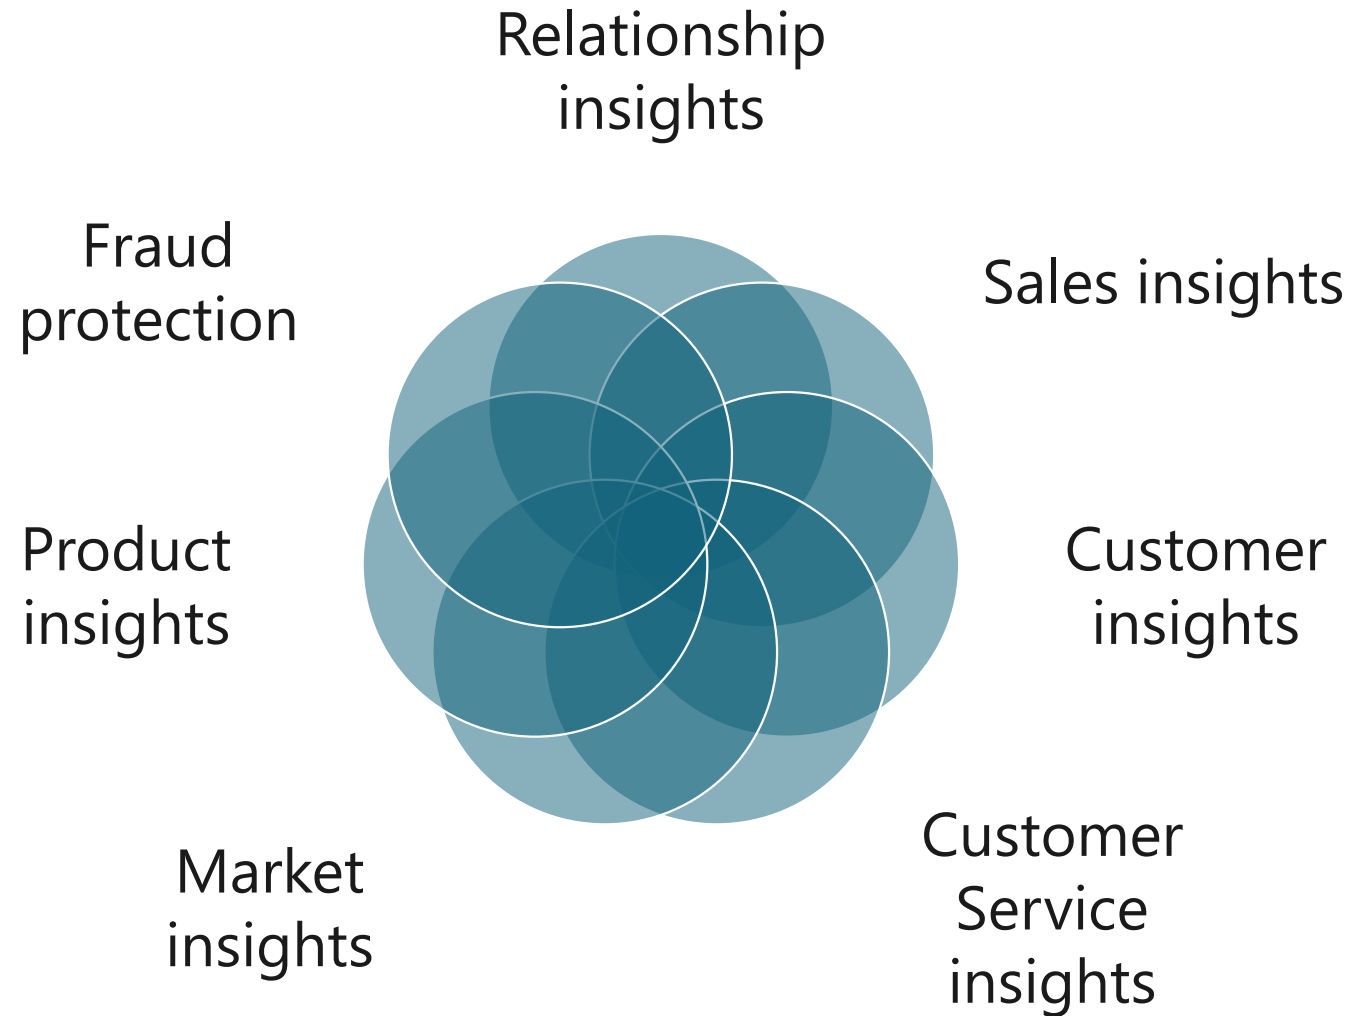 Relationship
insights
Fraud
protection
Sales insights
Product
insights
Customer
insights
Market
insights
Customer
Service
insights